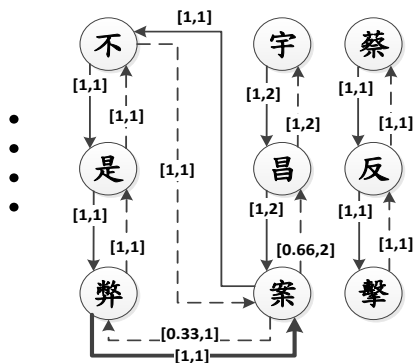 [1,1]
不 宇 蔡
[1,1] [1,1] [1,2] [1,2] [1,1] [1,1]
[1,1]
是 昌 反
[1,1] [1,1] [1,2] [0.66,2] [1,1] [1,1]
弊 案 擊
[0.33,1]
[1,1]